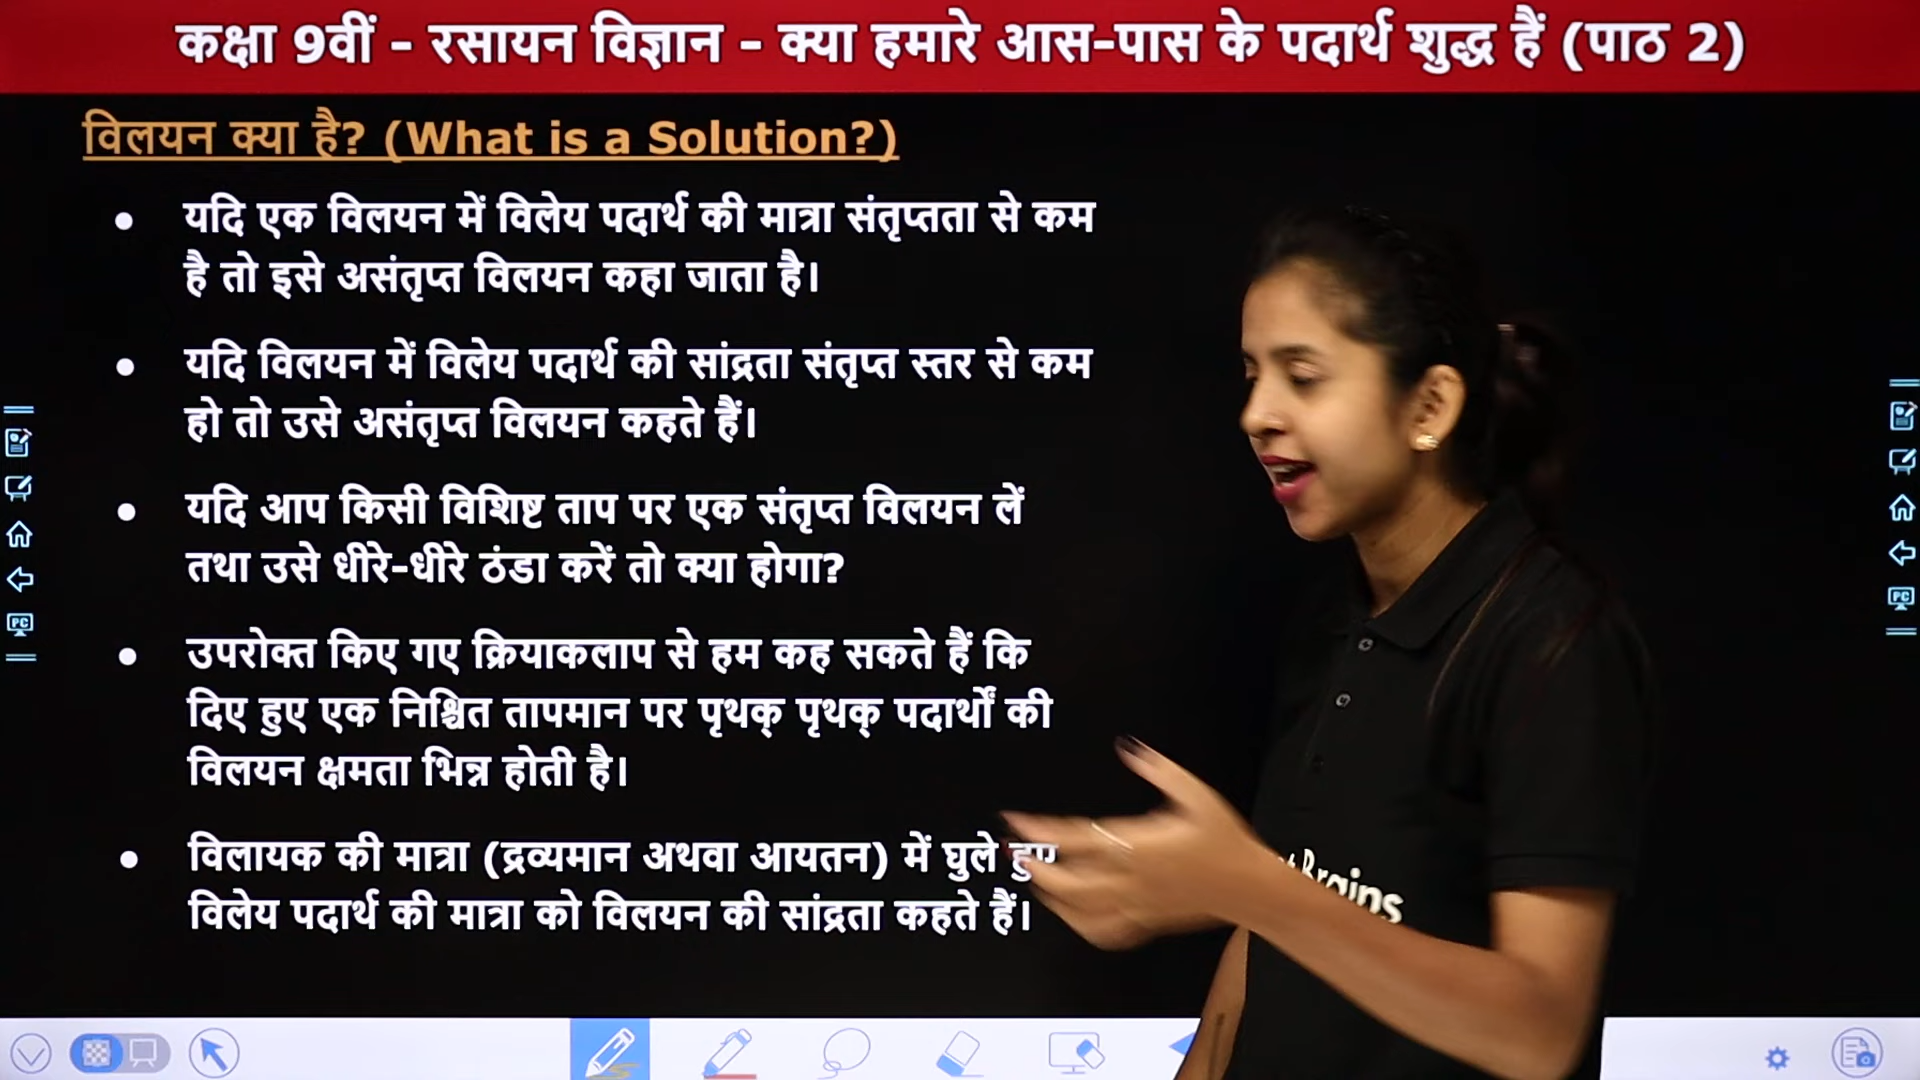 कक्षा 9वीं - रसायन विज्ञान - क्या हमारे आस-पास के पदार्थ शुद्ध हैं (पाठ 2)
विलयन क्या है? (What is a Solution?)
• यदि एक विलयन में विलेय पदार्थ की मात्रा संतृप्तता से कम
है तो इसे असंतृप्त विलयन कहा जाता है।
• यदि विलयन में विलेय पदार्थ की सांद्रता संतृप्त स्तर से कम
हो तो उसे असंतृप्त विलयन कहते हैं।
• यदि आप किसी विशिष्ट ताप पर एक संतृप्त विलयन लें
तथा उसे धीरे-धीरे ठंडा करें तो क्या होगा?
• उपरोक्त किए गए क्रियाकलाप से हम कह सकते हैं कि
दिए हुए एक निश्चित तापमान पर पृथक् पृथक् पदार्थों की
विलयन क्षमता भिन्न होती है।
• विलायक की मात्रा (द्रव्यमान अथवा आयतन) में घुले हुए
विलेय पदार्थ की मात्रा को विलयन की सांद्रता कहते हैं।
Brains
PC
PC